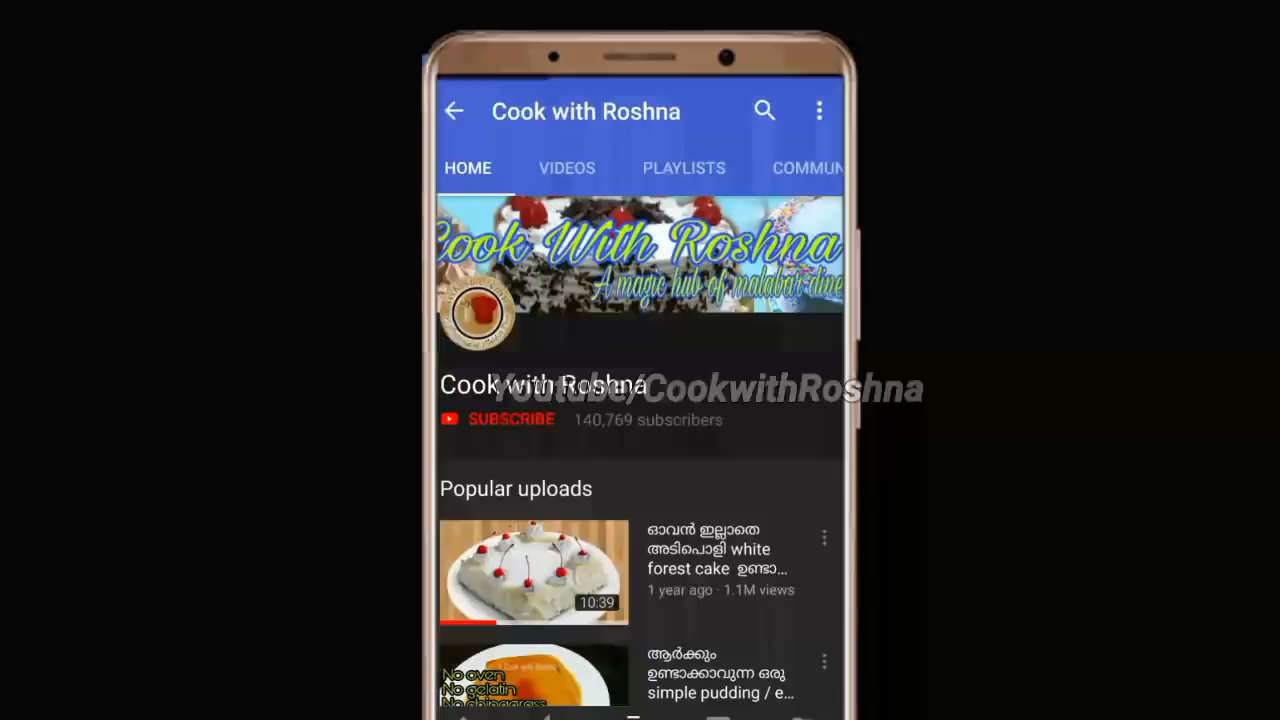 Cook with Roshna
HOME VIDEOS PLAYLISTS COMMUN
Cook With Roshna
A magic hub of malabar dine
Cook with Roshna
Youtube/CookwithRoshna
SUBSCRIBE 140,769 subscribers
Popular uploads
10:39
ഓവൻ ഇല്ലാതെ
അടിപൊളി white
forest cake ഉണ്ടാ...
1 year ago · 1.1M views
No oven
No gelatin
ആർക്കും
ഉണ്ടാക്കാവുന്ന ഒരു
simple pudding / e...